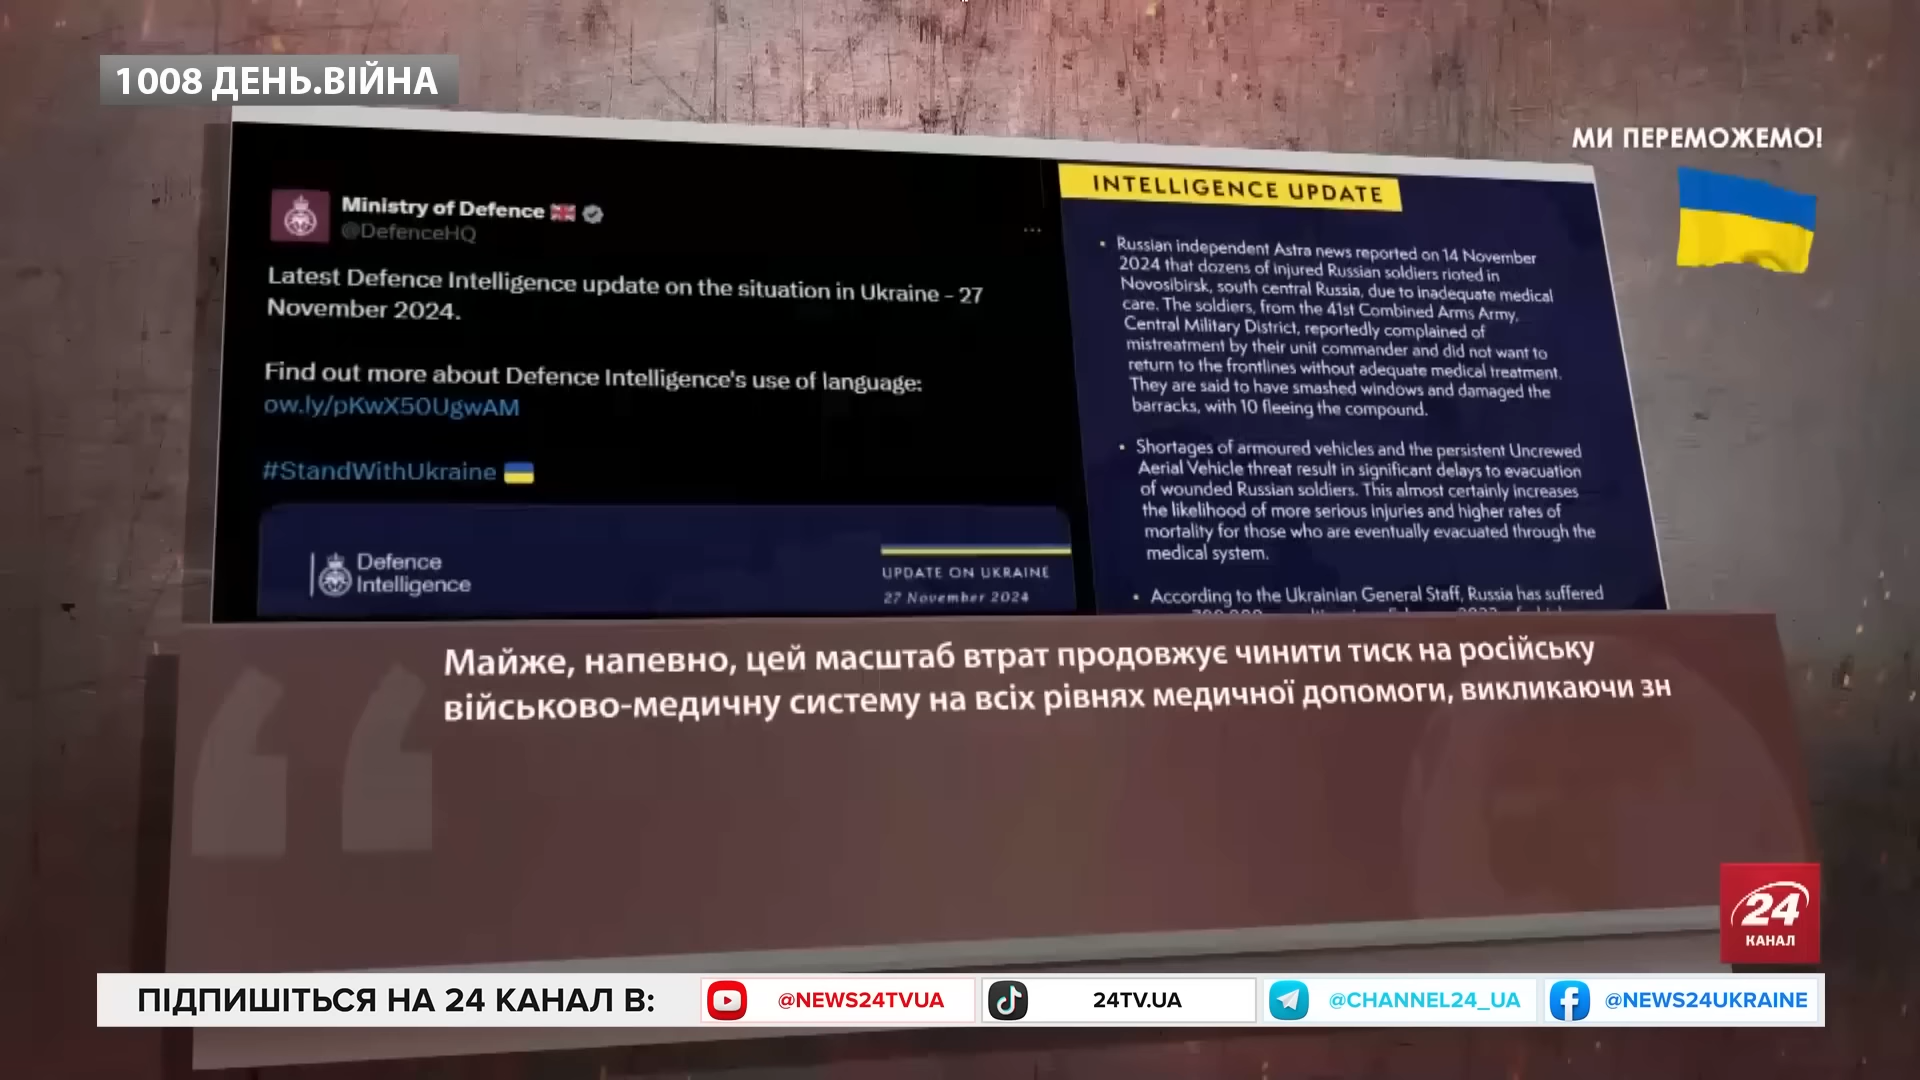 1008 ДЕНЬ.ВІЙНА
МИ ПЕРЕМОЖЕМО!
Ministry of Defence
@DefenceHQ
...
Latest Defence Intelligence update on the situation in Ukraine – 27
November 2024.
Find out more about Defence Intelligence's use of language:
ow.ly/pKwX50UgwAM
#StandWithUkraine
Defence
Intelligence
UPDATE ON UKRAINE
27 November 2024
INTELLIGENCE UPDATE
• Russian independent Astra news reported on 14 November
2024 that dozens of injured Russian soldiers rioted in
Novosibirsk, south central Russia, due to inadequate medical
care. The soldiers, from the 41st Combined Arms Army,
Central Military District, reportedly complained of
mistreatment by their unit commander and did not want to
return to the frontlines without adequate medical treatment.
They are said to have smashed windows and damaged the
barracks, with 10 fleeing the compound.
• Shortages of armoured vehicles and the persistent Uncrewed
Aerial Vehicle threat result in significant delays to evacuation
of wounded Russian soldiers. This almost certainly increases
the likelihood of more serious injuries and higher rates of
mortality for those who are eventually evacuated through the
medical system.
• According to the Ukrainian General Staff, Russia has suffered
Майже, напевно, цей масштаб втрат продовжує чинити тиск на російську
військово-медичну систему на всіх рівнях медичної допомоги, викликаючи зн
24
КАНАЛ
ПІДПИШІТЬСЯ НА 24 КАНАЛ В:
@NEWS24TVUA
24TV.UA
@CHANNEL24_UA
@NEWS24UKRAINE